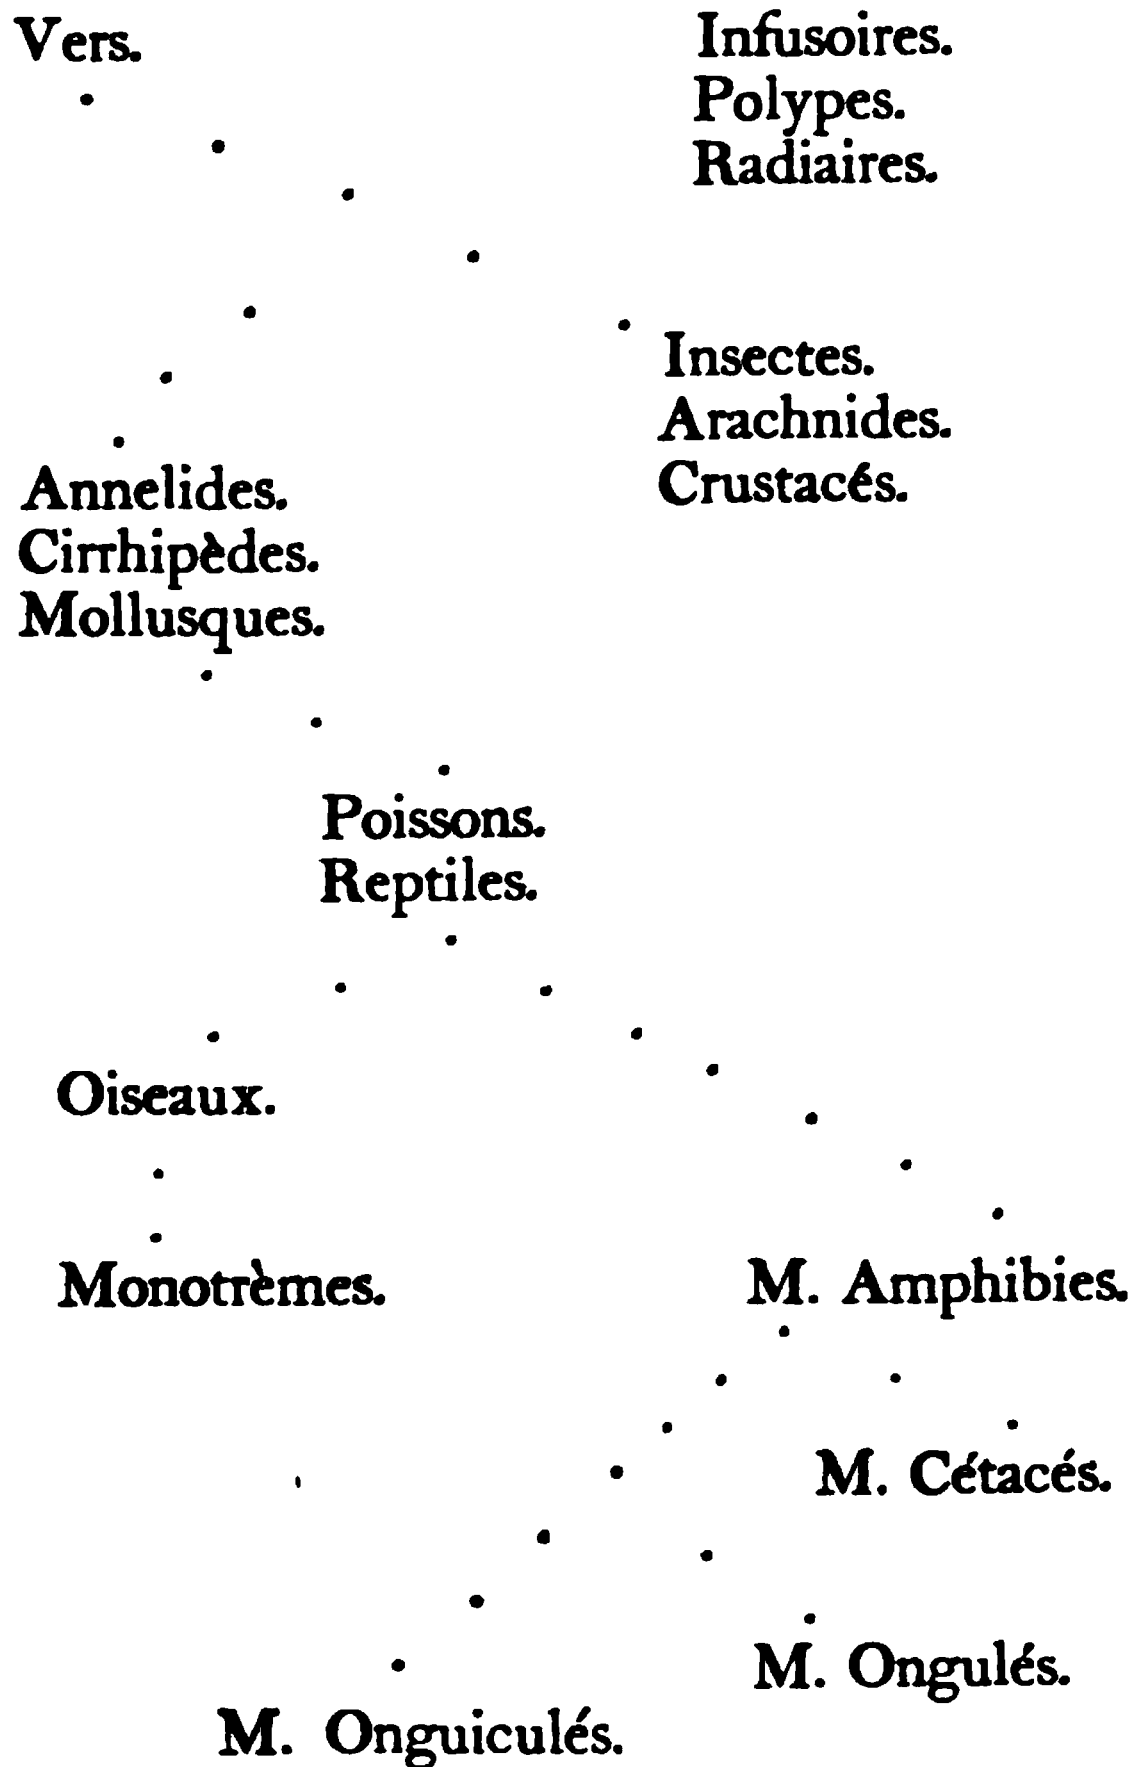 Vers.
Infusoires.
Polypes.
Radiaires.
Insectes.
Arachnides.
Crustacés.
Annelides.
Cirrhipèdes.
Mollusques.
Poissons.
Reptiles.
Oiseaux.
Monotrèmes.
M. Amphibies.
M. Cétacés.
M. Ongulés.
M. Onguiculés.